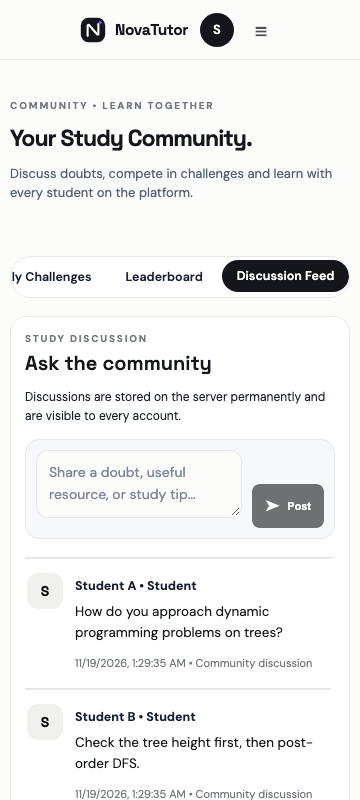 NovaTutor S ≡
COMMUNITY • LEARN TOGETHER
Your Study Community.
Discuss doubts, compete in challenges and learn with
every student on the platform.
ly Challenges Leaderboard Discussion Feed
STUDY DISCUSSION
Ask the community
Discussions are stored on the server permanently and
are visible to every account.
Share a doubt, useful
resource, or study tip...
Post
S
Student A • Student
How do you approach dynamic
programming problems on trees?
11/19/2026, 1:29:35 AM • Community discussion
S
Student B • Student
Check the tree height first, then post-
order DFS.
11/19/2026, 1:29:35 AM • Community discussion